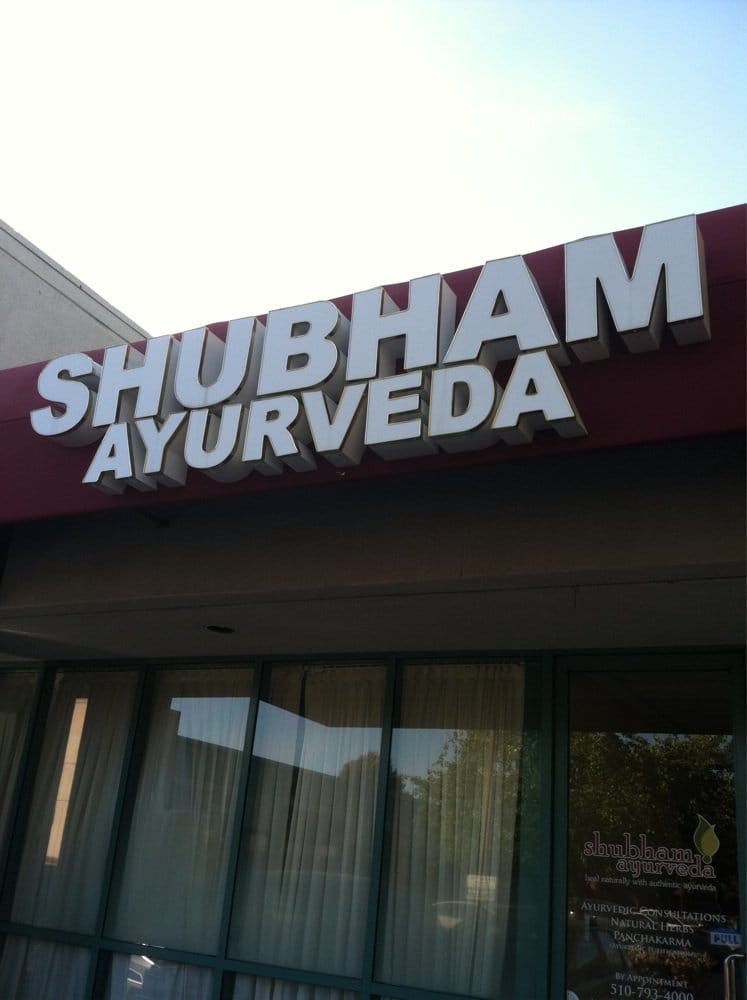 SHUBHAM
AYURVEDA
shubham
ayurveda
heal naturally with authentic ayurveda
AYURVEDIC CONSULTATIONS
NATURAL HERBS
PANCHAKARMA
PULL
BY APPOINTMENT
510-793-4000